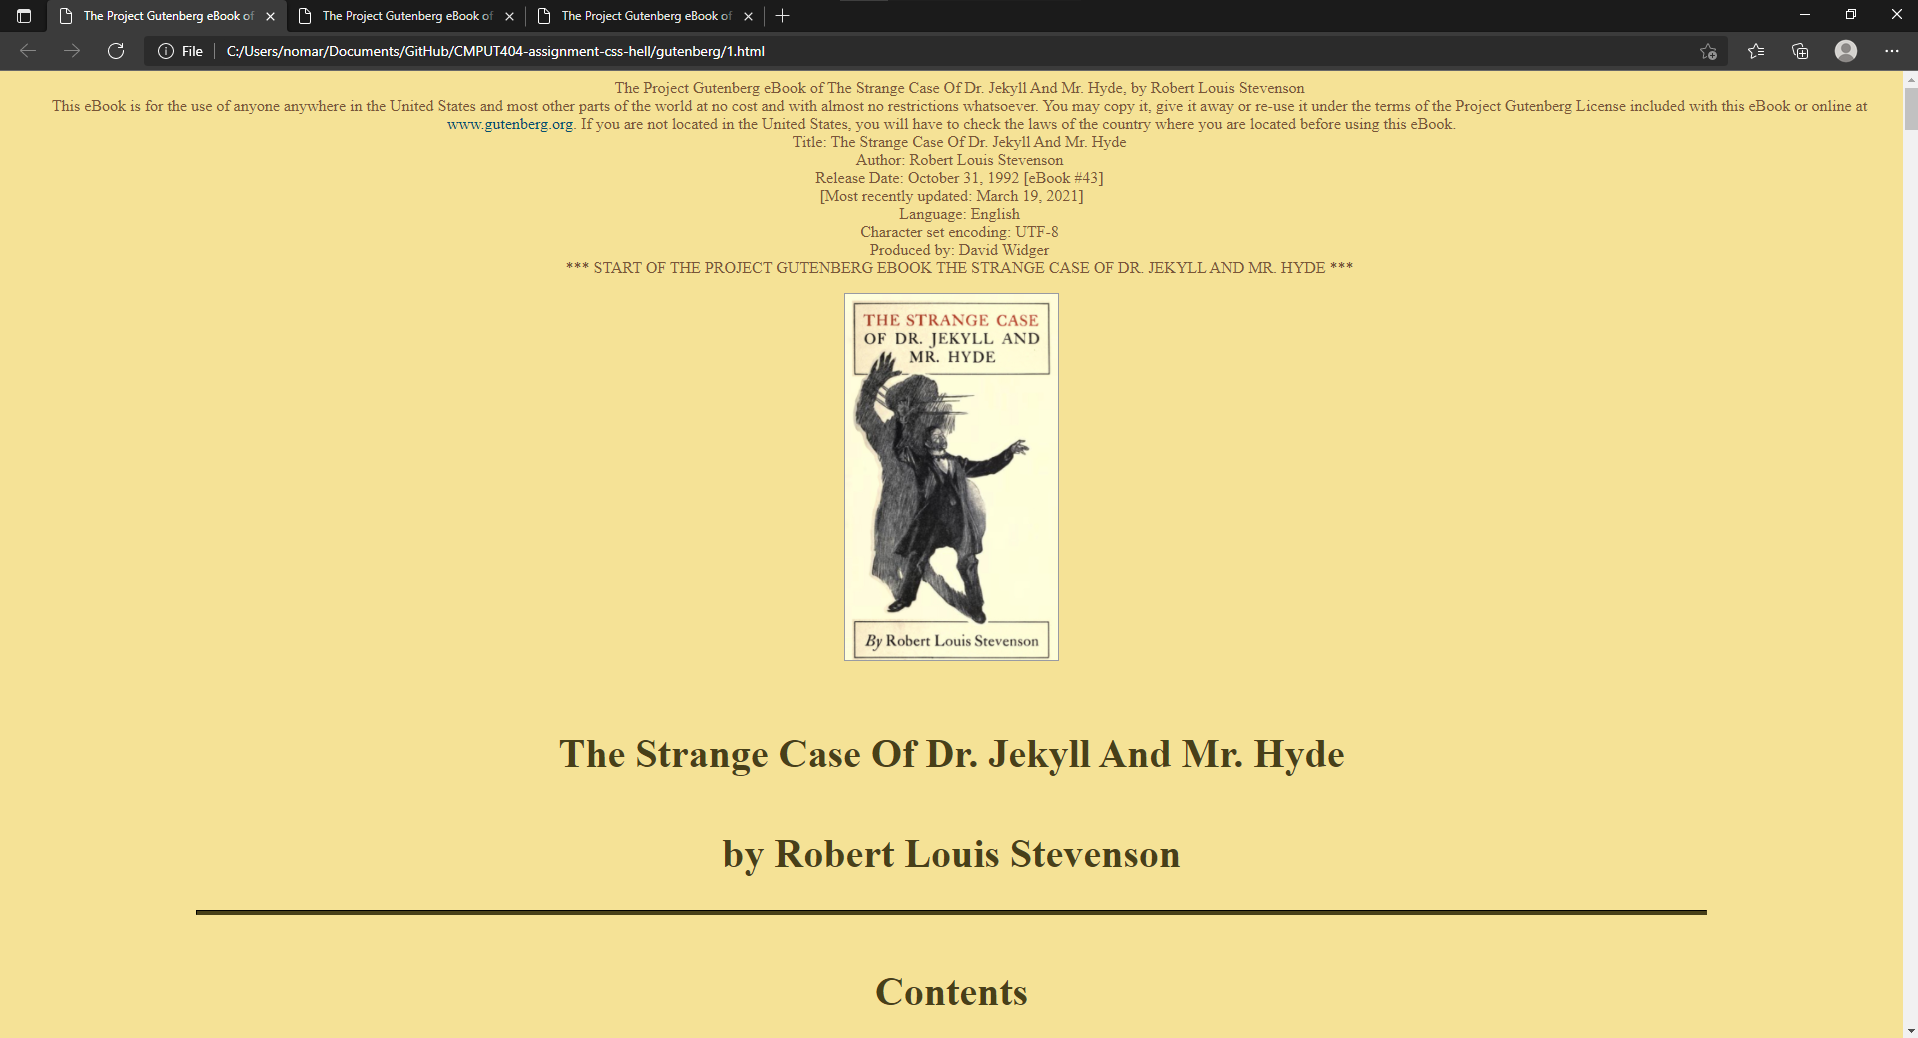 The Project Gutenberg eBook of
The Project Gutenberg eBook of
The Project Gutenberg eBook of
File
C:/Users/nomar/Documents/GitHub/CMPUT404-assignment-css-hell/gutenberg/1.html
The Project Gutenberg eBook of The Strange Case Of Dr. Jekyll And Mr. Hyde, by Robert Louis Stevenson
This eBook is for the use of anyone anywhere in the United States and most other parts of the world at no cost and with almost no restrictions whatsoever. You may copy it, give it away or re-use it under the terms of the Project Gutenberg License included with this eBook or online at
www.gutenberg.org. If you are not located in the United States, you will have to check the laws of the country where you are located before using this eBook.
Title: The Strange Case Of Dr. Jekyll And Mr. Hyde
Author: Robert Louis Stevenson
Release Date: October 31, 1992 [eBook #43]
[Most recently updated: March 19, 2021]
Language: English
Character set encoding: UTF-8
Produced by: David Widger
*** START OF THE PROJECT GUTENBERG EBOOK THE STRANGE CASE OF DR. JEKYLL AND MR. HYDE ***
THE STRANGE CASE
OF DR. JEKYLL AND
MR. HYDE
By Robert Louis Stevenson
The Strange Case Of Dr. Jekyll And Mr. Hyde
by Robert Louis Stevenson
Contents